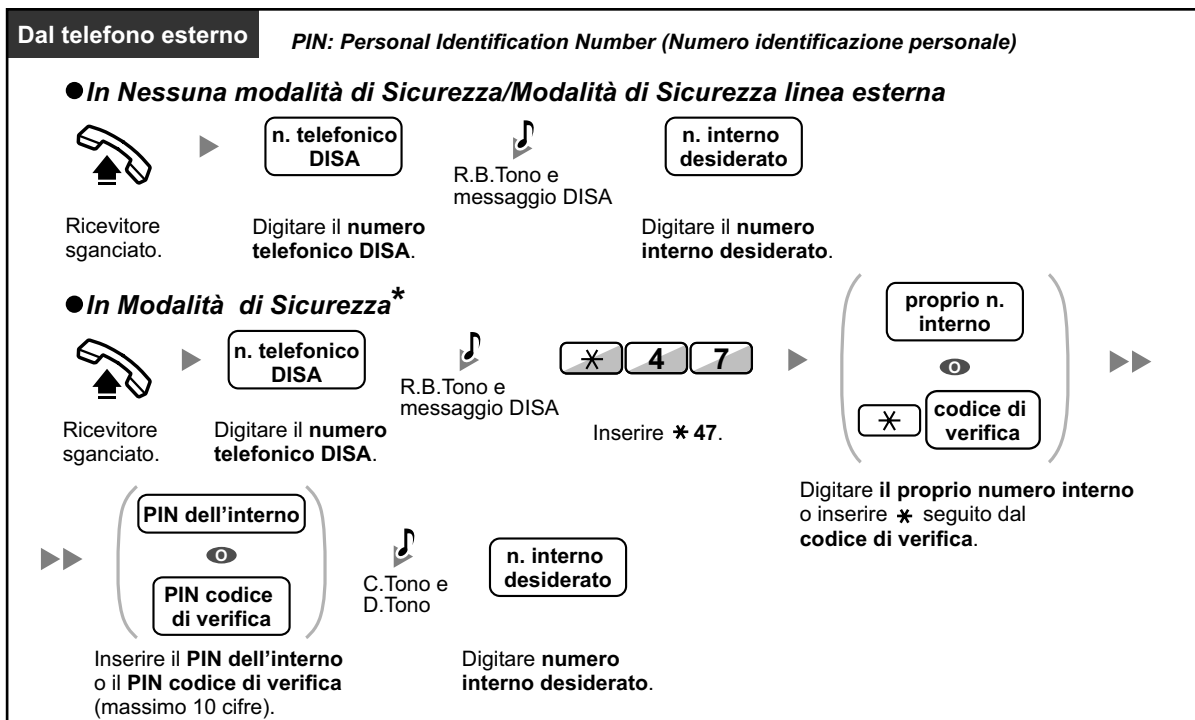 Dal telefono esterno
PIN: Personal Identification Number (Numero identificazione personale)
●In Nessuna modalità di Sicurezza/Modalità di Sicurezza linea esterna
n. telefonico
DISA
R.B.Tono e
messaggio DISA
n. interno
desiderato
Ricevitore
sganciato.
Digitare il numero
telefonico DISA.
Digitare il numero
interno desiderato.
●In Modalità di Sicurezza*
n. telefonico
DISA
R.B.Tono e
messaggio DISA
* 4 7
proprio n.
interno
o
* codice di
verifica
Ricevitore
sganciato.
Digitare il numero
telefonico DISA.
Inserire * 47.
Digitare il proprio numero interno
o inserire * seguito dal
codice di verifica.
PIN dell'interno
o
PIN codice
di verifica
C.Tono e
D.Tono
n. interno
desiderato
Inserire il PIN dell'interno
o il PIN codice di verifica
(massimo 10 cifre).
Digitare numero
interno desiderato.